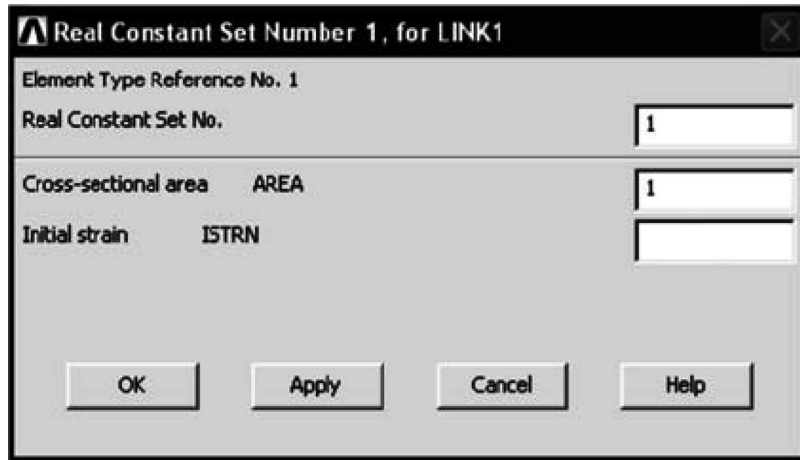 Real Constant Set Number 1, for LINK1
Element Type Reference No. 1
Real Constant Set No. 1
Cross-sectional area AREA 1
Initial strain ISTRN
OK Apply Cancel Help